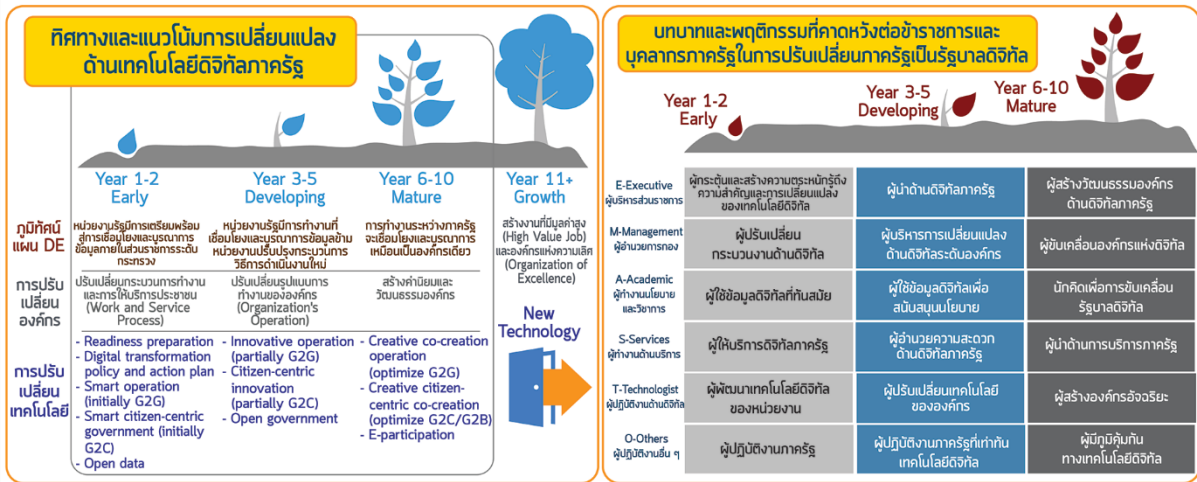 ทิศทางและแนวโน้มการเปลี่ยนแปลง
ด้านเทคโนโลยีดิจิทัลภาครัฐ
Year 1-2
Early
Year 3-5
Developing
Year 6-10
Mature
Year 11+
Growth
ภูมิทัศน์
แผน DE
หน่วยงานรัฐมีการเตรียมพร้อม
สู่การเชื่อมโยงและบูรณาการ
ข้อมูลภายในส่วนราชการระดับ
กระทรวง
หน่วยงานรัฐมีการทำงานที่
เชื่อมโยงและบูรณาการข้อมูลข้าม
หน่วยงานปรับปรุงกระบวนการ
วิธีการดำเนินงานใหม่
การทำงานระหว่างภาครัฐ
จะเชื่อมโยงและบูรณาการ
เหมือนเป็นองค์กรเดียว
สร้างงานที่มีมูลค่าสูง
(High Value Job)
และองค์กรแห่งความเลิศ
(Organization of
Excellence)
การปรับ
เปลี่ยน
องค์กร
ปรับเปลี่ยนกระบวนการทำงาน
และการให้บริการประชาชน
(Work and Service
Process)
ปรับเปลี่ยนรูปแบบการ
ทำงานขององค์กร
(Organization's
Operation)
สร้างค่านิยมและ
วัฒนธรรมองค์กร
การปรับ
เปลี่ยน
เทคโนโลยี
- Readiness preparation
- Digital transformation
policy and action plan
- Smart operation
(initially G2G)
- Smart citizen-centric
government (initially
G2C)
- Open data
- Innovative operation
(partially G2G)
- Citizen-centric
innovation
(partially G2C)
- Open government
- Creative co-creation
operation
(optimize G2G)
- Creative citizen-
centric co-creation
(optimize G2C/G2B)
- E-participation
New
Technology
บทบาทและพฤติกรรมที่คาดหวังต่อข้าราชการและ
บุคลากรภาครัฐในการปรับเปลี่ยนภาครัฐเป็นรัฐบาลดิจิทัล
Year 1-2
Early
Year 3-5
Developing
Year 6-10
Mature
E-Executive
ผู้บริหารส่วนราชการ
ผู้กระตุ้นและสร้างความตระหนักรู้ถึง
ความสำคัญและการเปลี่ยนแปลง
ของเทคโนโลยีดิจิทัล
ผู้นำด้านดิจิทัลภาครัฐ
ผู้สร้างวัฒนธรรมองค์กร
ด้านดิจิทัลภาครัฐ
M-Management
ผู้อำนวยการกอง
ผู้ปรับเปลี่ยน
กระบวนงานด้านดิจิทัล
ผู้บริหารการเปลี่ยนแปลง
ด้านดิจิทัลระดับองค์กร
ผู้ขับเคลื่อนองค์กรแห่งดิจิทัล
A-Academic
ผู้ทำงานนโยบาย
และวิชาการ
ผู้ใช้ข้อมูลดิจิทัลที่ทันสมัย
ผู้ใช้ข้อมูลดิจิทัลเพื่อ
สนับสนุนนโยบาย
นักคิดเพื่อการขับเคลื่อน
รัฐบาลดิจิทัล
S-Services
ผู้ทำงานด้านบริการ
ผู้ให้บริการดิจิทัลภาครัฐ
ผู้อำนวยความสะดวก
ด้านดิจิทัลภาครัฐ
ผู้นำด้านการบริการภาครัฐ
T-Technologist
ผู้ปฏิบัติงานด้านดิจิทัล
ผู้พัฒนาเทคโนโลยีดิจิทัล
ของหน่วยงาน
ผู้ปรับเปลี่ยนเทคโนโลยี
ขององค์กร
ผู้สร้างองค์กรอัจฉริยะ
O-Others
ผู้ปฏิบัติงานอื่น ๆ
ผู้ปฏิบัติงานภาครัฐ
ผู้ปฏิบัติงานภาครัฐที่เท่าทัน
เทคโนโลยีดิจิทัล
ผู้มีภูมิคุ้มกัน
ทางเทคโนโลยีดิจิทัล